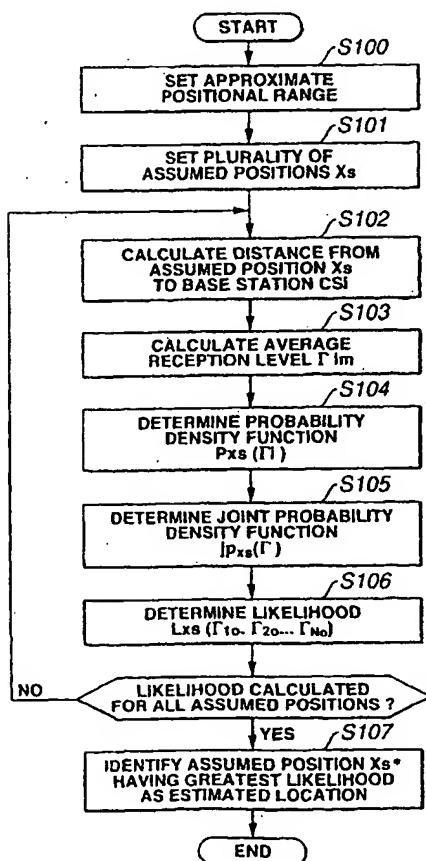 START
S100
SET APPROXIMATE
POSITIONAL RANGE
S101
SET PLURALITY OF
ASSUMED POSITIONS Xs
S102
CALCULATE DISTANCE FROM
ASSUMED POSITION Xs
TO BASE STATION CSi
S103
CALCULATE AVERAGE
RECEPTION LEVEL Γ im
S104
DETERMINE PROBABILITY
DENSITY FUNCTION
Pxs (Γi)
S105
DETERMINE JOINT PROBABILITY
DENSITY FUNCTION
jpxs(Γ)
S106
DETERMINE LIKELIHOOD
Lxs (Γ1o, Γ2o... ΓNo)
NO
LIKELIHOOD CALCULATED
FOR ALL ASSUMED POSITIONS ?
YES
S107
IDENTIFY ASSUMED POSITION Xs*
HAVING GREATEST LIKELIHOOD
AS ESTIMATED LOCATION
END